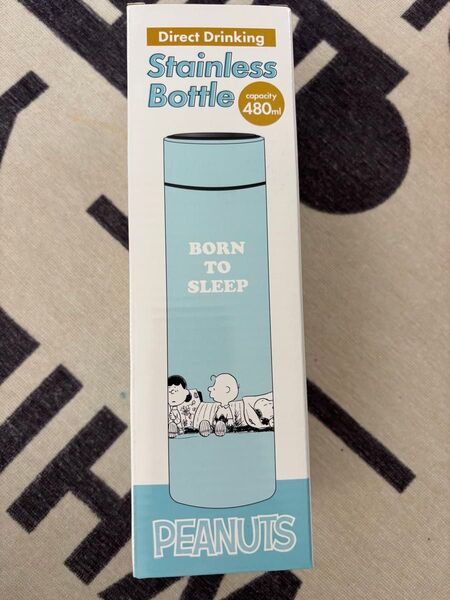 Direct Drinking
Stainless
Bottle
capacity
480ml
BORN
TO
SLEEP
PEANUTS